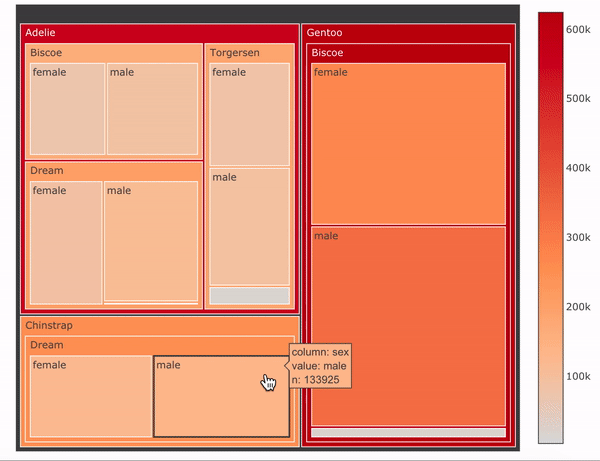 Adelie
Biscoe
female
male
Torgersen
female
male
Dream
female
male
Chinstrap
Dream
female
male
column: sex
value: male
n: 133925
Gentoo
Biscoe
female
male
600k
500k
400k
300k
200k
100k